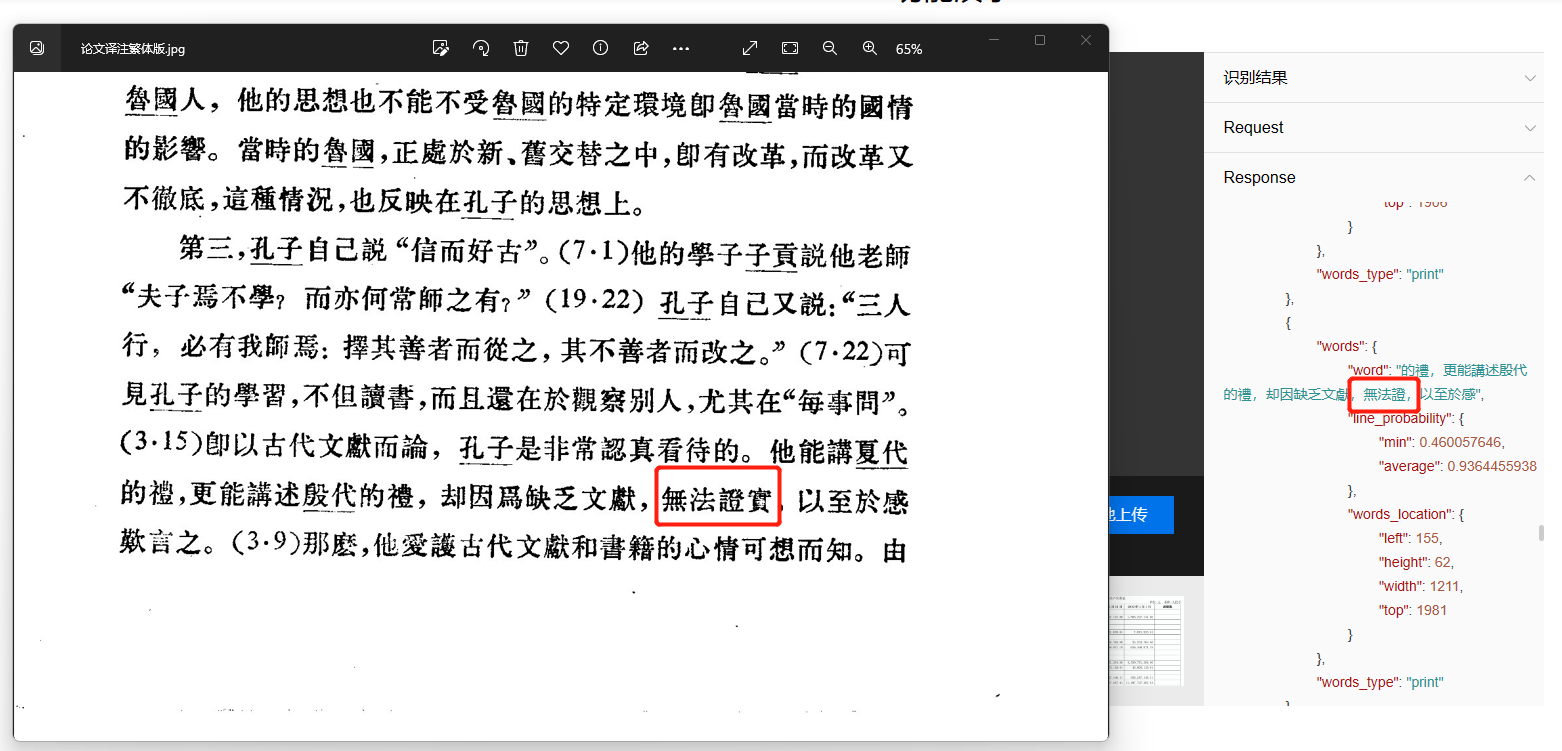 论文译注繁体版.jpg
65%
魯國人，他的思想也不能不受魯國的特定環境卽魯國當時的國情
的影響。當時的魯國，正處於新、舊交替之中，卽有改革，而改革又
不徹底，這種情況，也反映在孔子的思想上。
第三，孔子自己説“信而好古”。（7·1）他的學子子貢説他老師
“夫子焉不學？而亦何常師之有？”（19·22）孔子自己又説：“三人
行，必有我師焉：擇其善者而從之，其不善者而改之。”（7·22）可
見孔子的學習，不但讀書，而且還在於觀察别人，尤其在“每事問”。
（3·15）卽以古代文獻而論，孔子是非常認真看待的。他能講夏代
的禮，更能講述殷代的禮，却因爲缺乏文獻，無法證實，以至於感
歎言之。（3·9）那麽，他愛護古代文獻和書籍的心情可想而知。由
上传
识别结果
Request
Response
top": 1906
}
},
"words_type": "print"
},
{
"words": {
"word": "的禮，更能講述殷代
的禮，却因缺乏文獻，無法證，以至於感",
"line_probability": {
"min": 0.460057646,
"average": 0.9364455938
},
"words_location": {
"left": 155,
"height": 62,
"width": 1211,
"top": 1981
}
},
"words_type": "print"